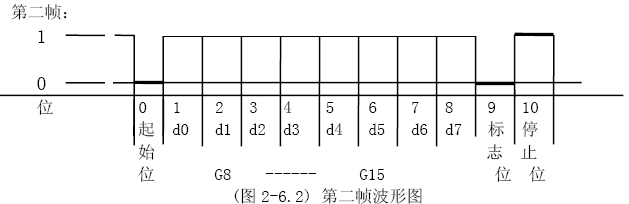 第二帧:
1
0
位 0 1 2 3 4 5 6 7 8 9 10
起 d0 d1 d2 d3 d4 d5 d6 d7 标 停
始 志 止
位 位 位
G8 ------ G15
(图 2-6.2) 第二帧波形图